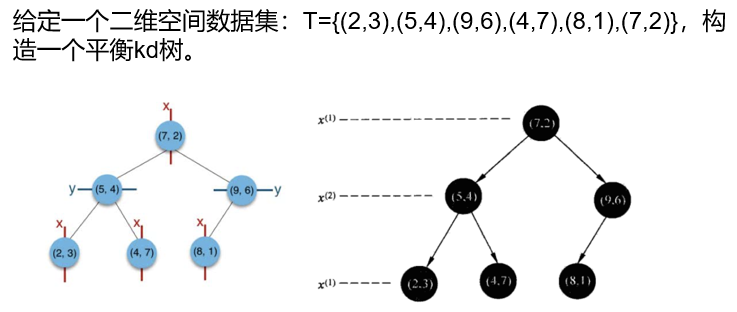 给定一个二维空间数据集：T={(2,3),(5,4),(9,6),(4,7),(8,1),(7,2)}，构
造一个平衡kd树。
x
(7, 2)
y (5, 4) (9, 6) y
x x x
(2, 3) (4, 7) (8, 1)
x(1) (7,2)
x(2) (5,4) (9,6)
x(1) (2,3) (4,7) (8,1)